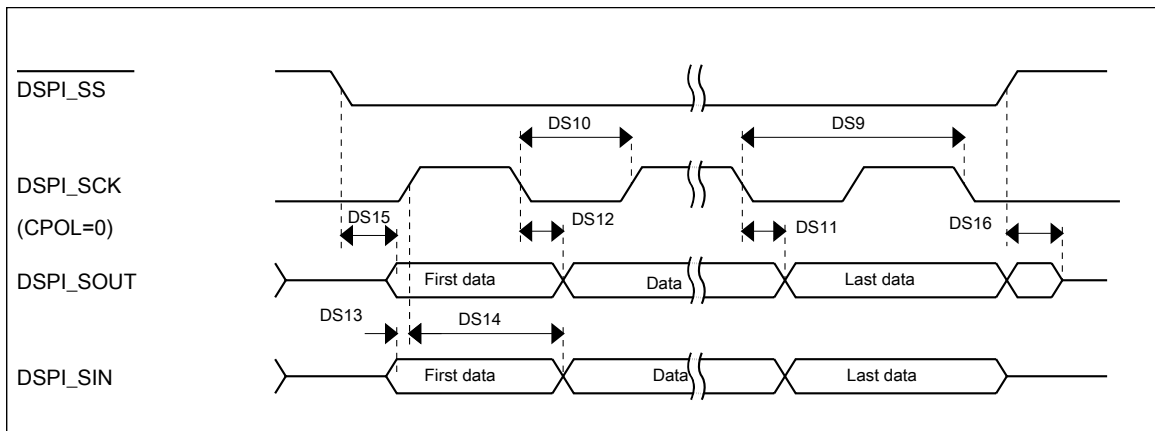 DSPI_SS
DS10
DS9
DSPI_SCK
(CPOL=0)
DS15
DS12
DS11
DS16
DSPI_SOUT
First data
Data
Last data
DS13
DS14
DSPI_SIN
First data
Data
Last data